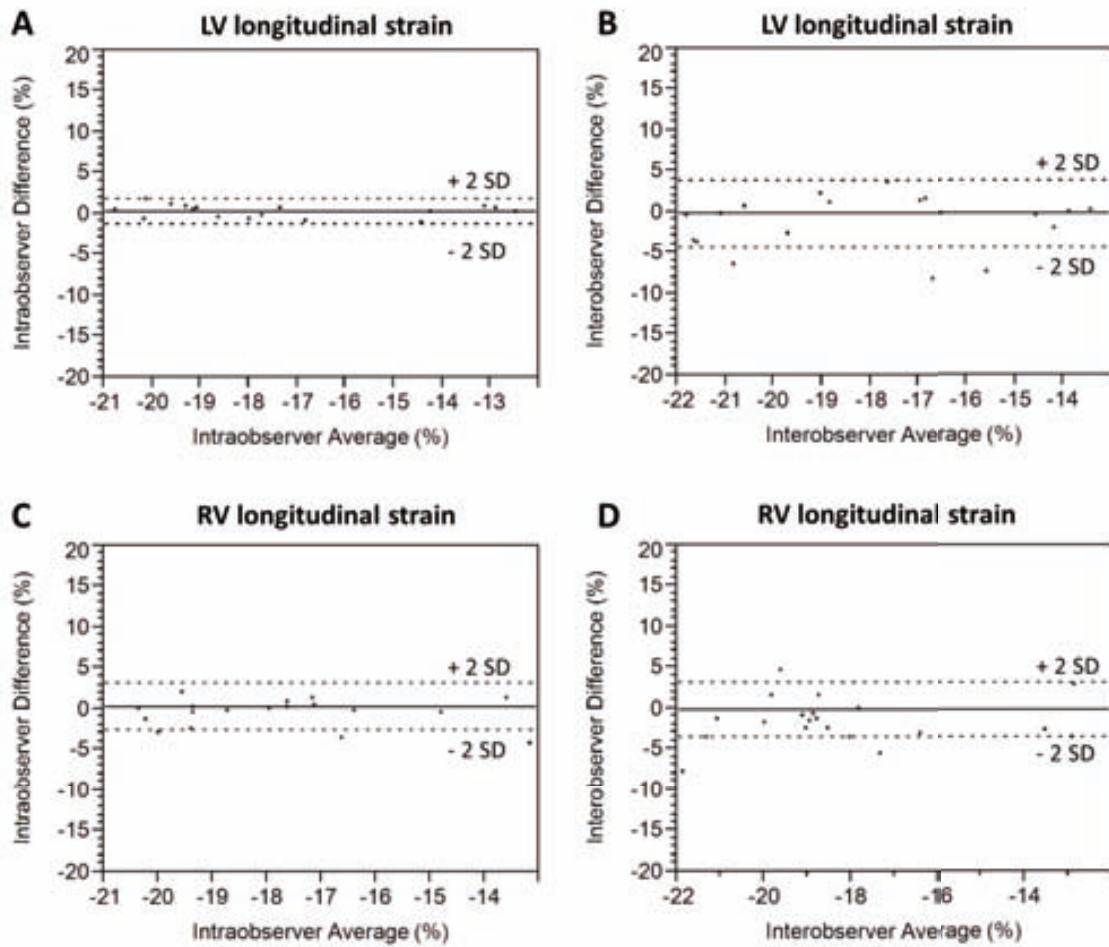 A
LV longitudinal strain
20
15
10
5
0
-5
-10
-15
-20
Intraobserver Difference (%)
+ 2 SD
- 2 SD
-21 -20 -19 -18 -17 -16 -15 -14 -13
Intraobserver Average (%)
B
LV longitudinal strain
20
15
10
5
0
-5
-10
-15
-20
Interobserver Difference (%)
+ 2 SD
- 2 SD
-22 -21 -20 -19 -18 -17 -16 -15 -14
Interobserver Average (%)
C
RV longitudinal strain
20
15
10
5
0
-5
-10
-15
-20
Intraobserver Difference (%)
+ 2 SD
- 2 SD
-21 -20 -19 -18 -17 -16 -15 -14
Intraobserver Average (%)
D
RV longitudinal strain
20
15
10
5
0
-5
-10
-15
-20
Interobserver Difference (%)
+ 2 SD
- 2 SD
-22 -20 -18 -16 -14
Interobserver Average (%)